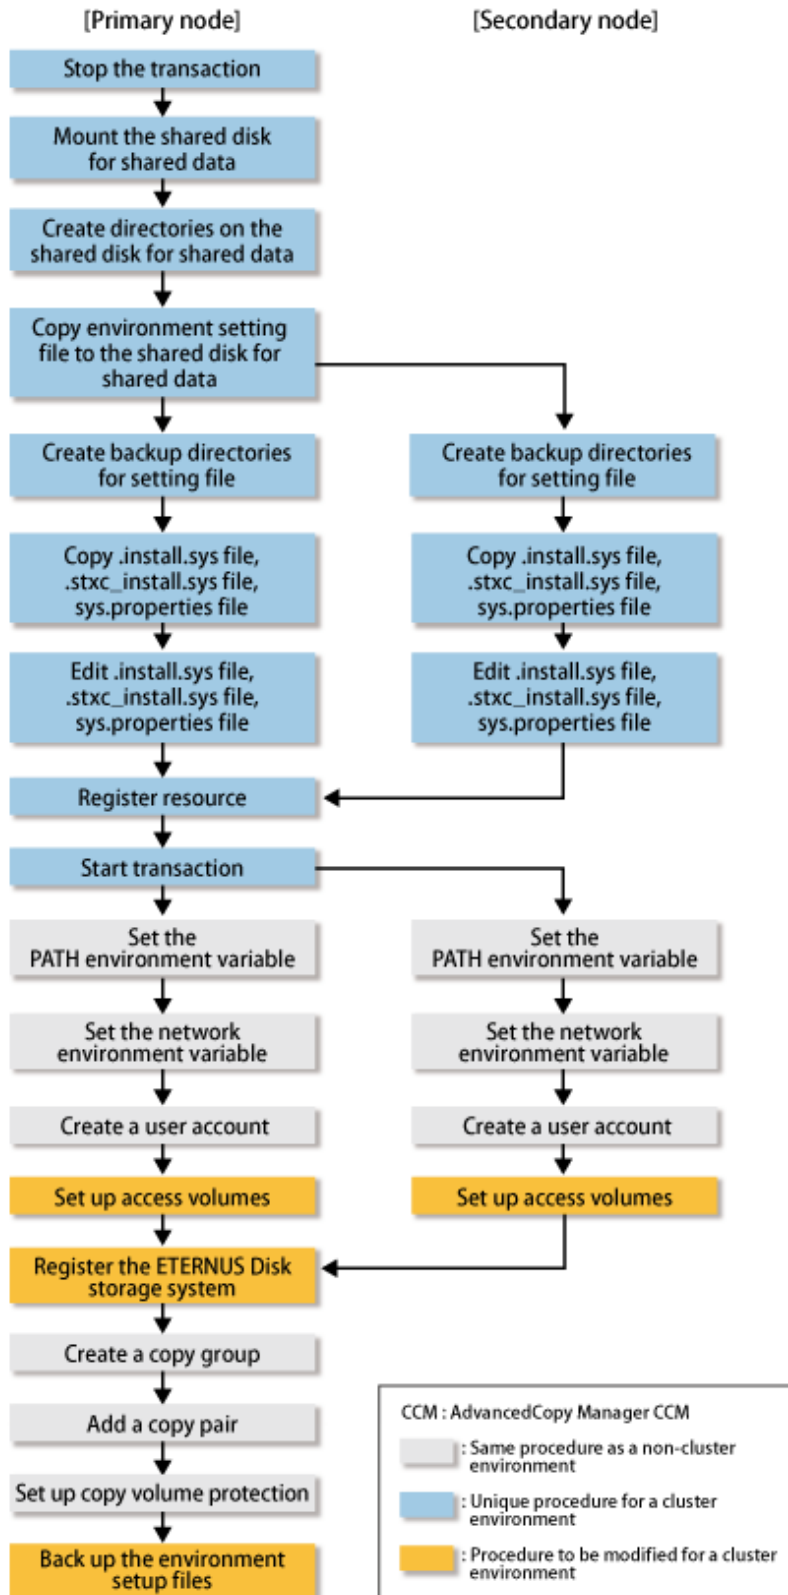 [Primary node]
[Secondary node]
Stop the transaction
Mount the shared disk
for shared data
Create directories on the
shared disk for shared data
Copy environment setting
file to the shared disk for
shared data
Create backup directories
for setting file
Create backup directories
for setting file
Copy .install.sys file,
.stxc_install.sys file,
sys.properties file
Copy .install.sys file,
.stxc_install.sys file,
sys.properties file
Edit .install.sys file,
.stxc_install.sys file,
sys.properties file
Edit .install.sys file,
.stxc_install.sys file,
sys.properties file
Register resource
Start transaction
Set the
PATH environment variable
Set the
PATH environment variable
Set the network
environment variable
Set the network
environment variable
Create a user account
Create a user account
Set up access volumes
Set up access volumes
Register the ETERNUS Disk
storage system
Create a copy group
Add a copy pair
Set up copy volume protection
Back up the environment
setup files
CCM : AdvancedCopy Manager CCM
: Same procedure as a non-cluster
environment
: Unique procedure for a cluster
environment
: Procedure to be modified for a cluster
environment